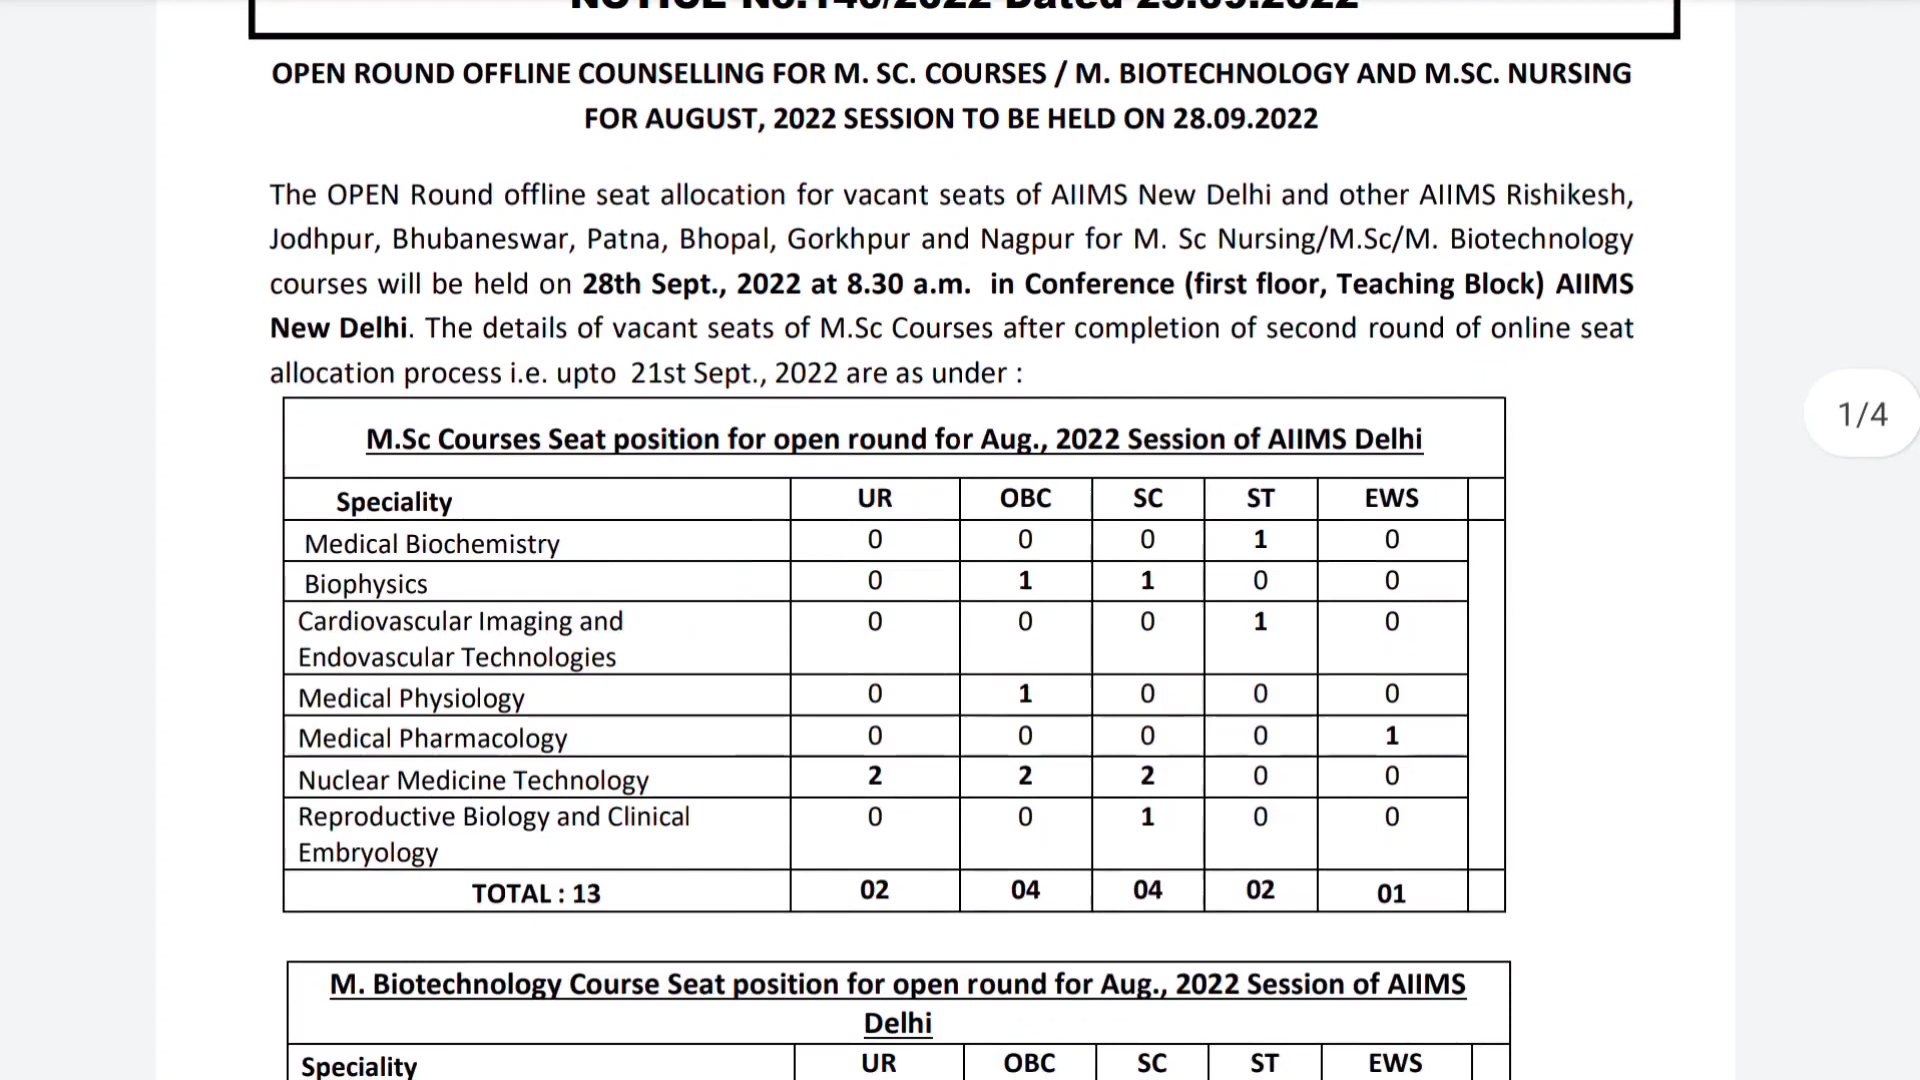 OPEN ROUND OFFLINE COUNSELLING FOR M. SC. COURSES / M. BIOTECHNOLOGY AND M.SC. NURSING
FOR AUGUST, 2022 SESSION TO BE HELD ON 28.09.2022
The OPEN Round offline seat allocation for vacant seats of AIIMS New Delhi and other AIIMS Rishikesh,
Jodhpur, Bhubaneswar, Patna, Bhopal, Gorkhpur and Nagpur for M. Sc Nursing/M.Sc/M. Biotechnology
courses will be held on 28th Sept., 2022 at 8.30 a.m. in Conference (first floor, Teaching Block) AIIMS
New Delhi. The details of vacant seats of M.Sc Courses after completion of second round of online seat
allocation process i.e. upto 21st Sept., 2022 are as under :
1/4
M.Sc Courses Seat position for open round for Aug., 2022 Session of AIIMS Delhi
Speciality UR OBC SC ST EWS
Medical Biochemistry 0 0 0 1 0
Biophysics 0 1 1 0 0
Cardiovascular Imaging and 0 0 0 1 0
Endovascular Technologies
Medical Physiology 0 1 0 0 0
Medical Pharmacology 0 0 0 0 1
Nuclear Medicine Technology 2 2 2 0 0
Reproductive Biology and Clinical 0 0 1 0 0
Embryology
TOTAL : 13 02 04 04 02 01
M. Biotechnology Course Seat position for open round for Aug., 2022 Session of AIIMS
Delhi
Speciality UR OBC SC ST EWS